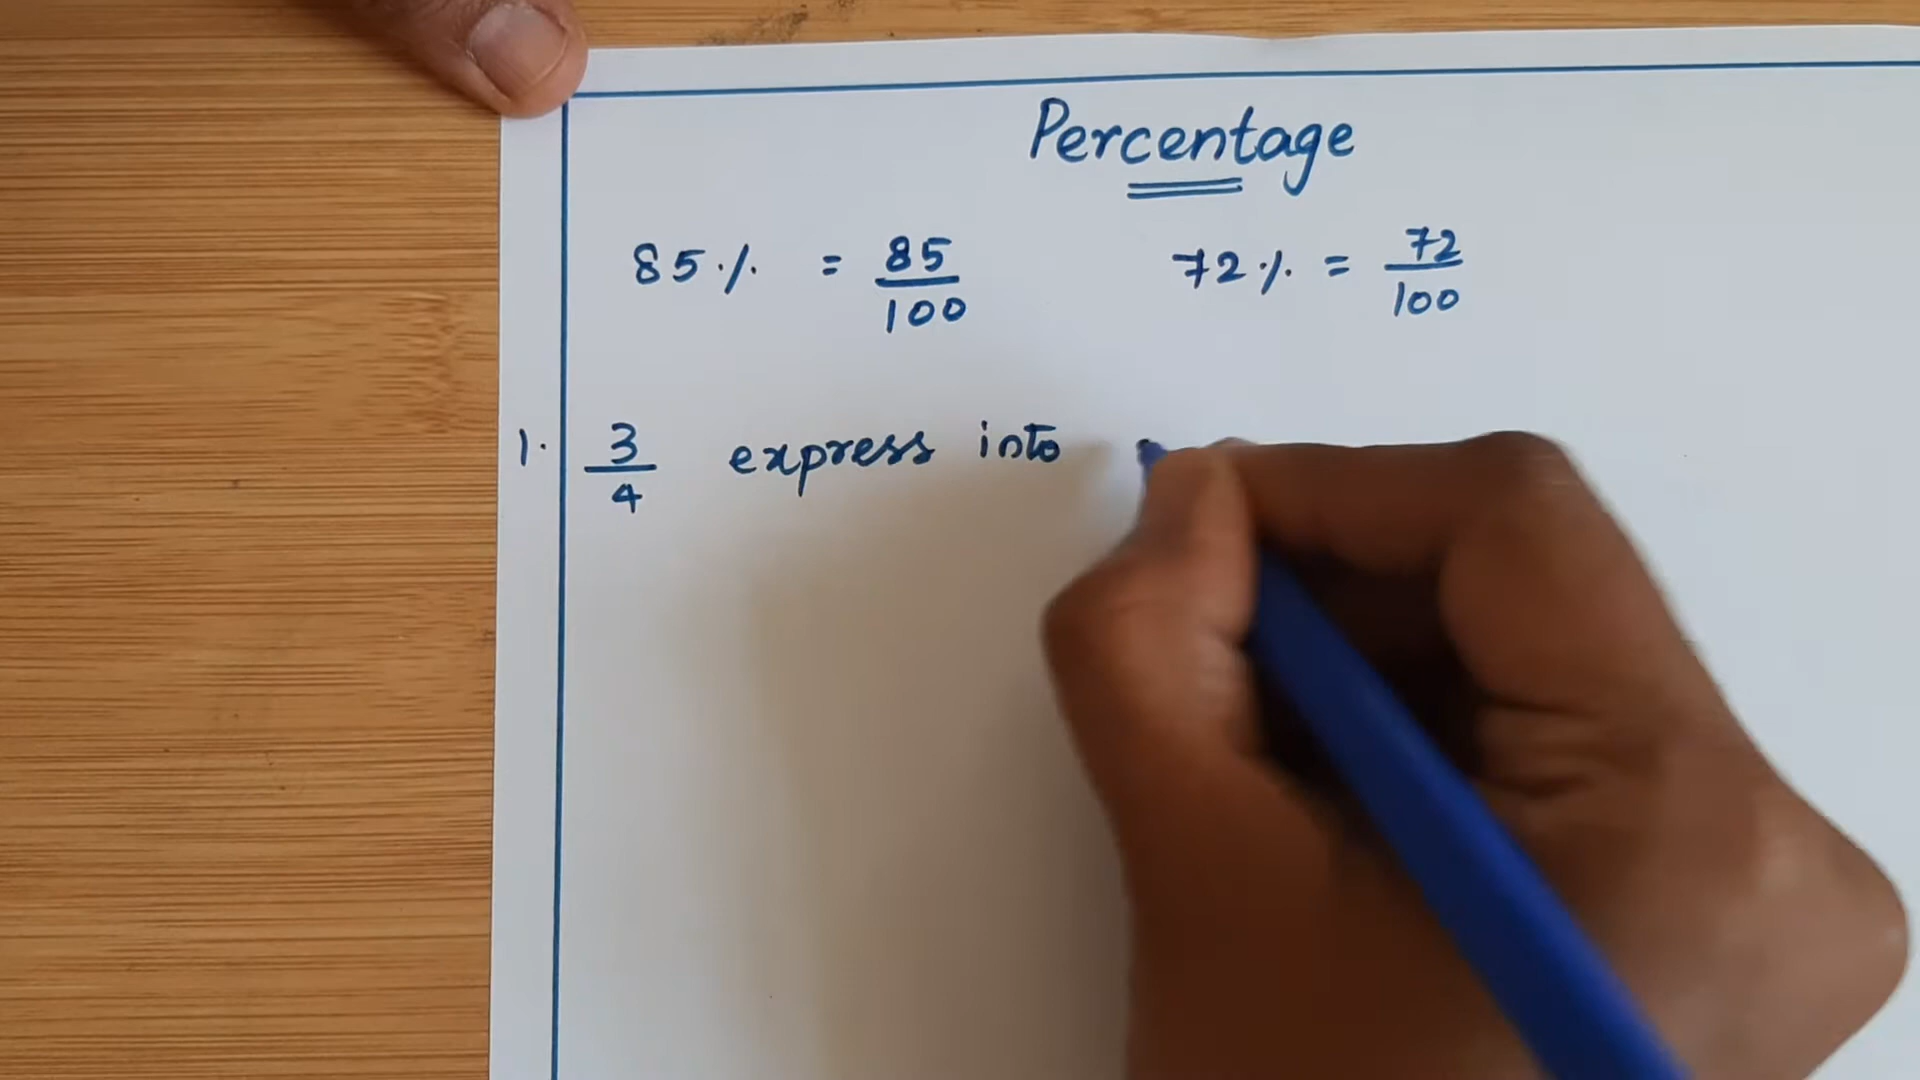 Percentage
85% = 85/100 72% = 72/100
1. 3/4 express into